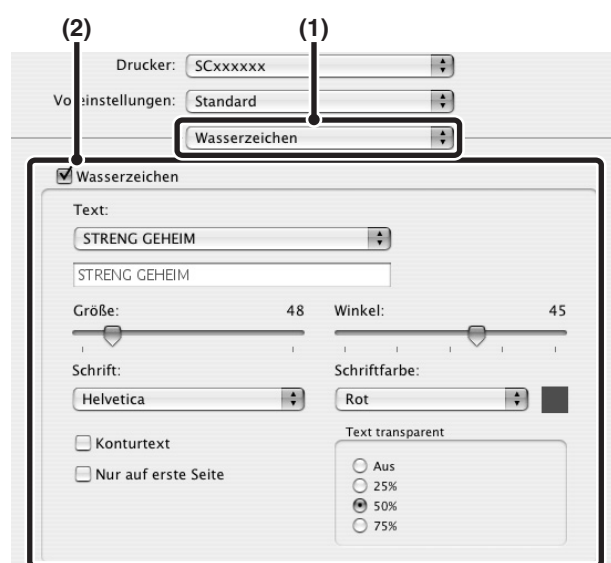 (2) (1)
Drucker: SCxxxxxx
Voreinstellungen: Standard
Wasserzeichen
Wasserzeichen
Text:
STRENG GEHEIM
STRENG GEHEIM
Größe: 48 Winkel: 45
Schrift: Schriftfarbe:
Helvetica Rot
Konturtext Text transparent
Nur auf erste Seite Aus
25%
50%
75%